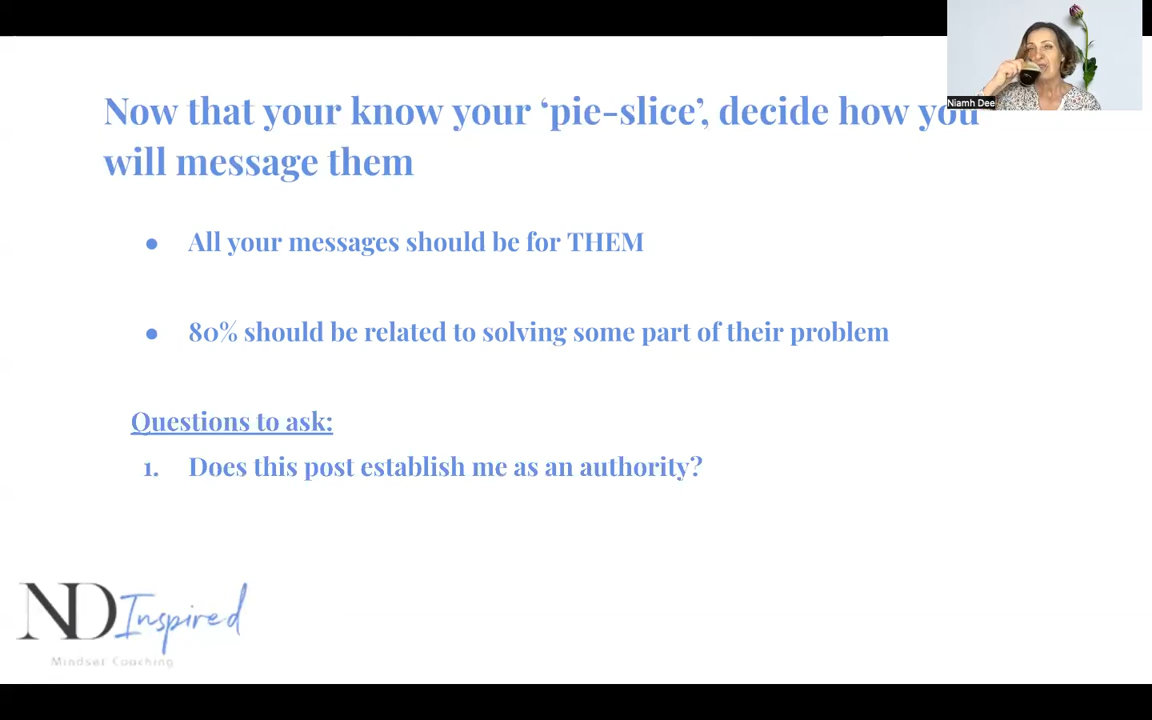 Niamh Dee
Now that your know your ‘pie-slice’, decide how you
will message them
● All your messages should be for THEM
● 80% should be related to solving some part of their problem
Questions to ask:
1. Does this post establish me as an authority?
ND Inspired
Mindset Coaching